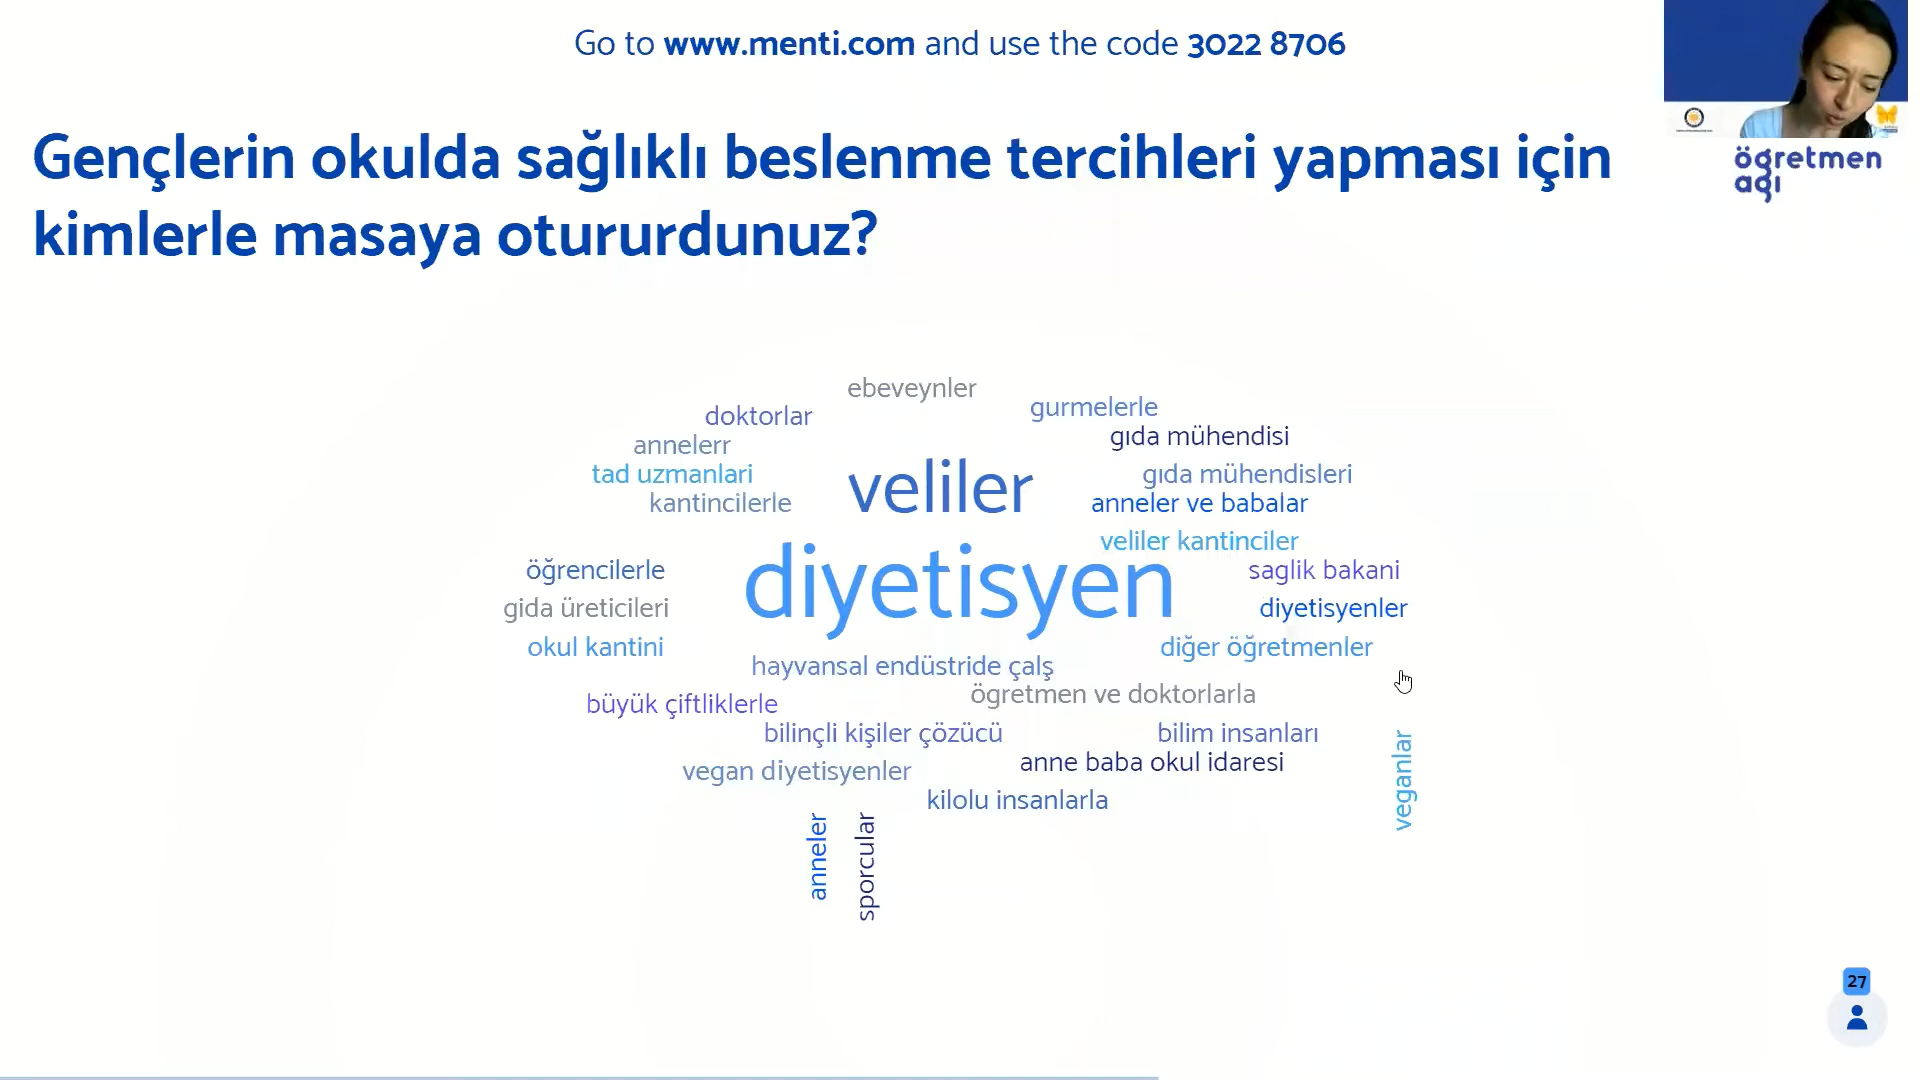 Go to www.menti.com and use the code 3022 8706
Gençlerin okulda sağlıklı beslenme tercihleri yapması için
kimlerle masaya otururdunuz?
öğretmen
ağı
ebeveynler
doktorlar
gurmelerle
annelerr
gıda mühendisi
tad uzmanlari
veliler
gıda mühendisleri
kantincilerle
anneler ve babalar
veliler kantinciler
öğrencilerle
diyetisyen
saglik bakani
gida üreticileri
diyetisyenler
okul kantini
diğer öğretmenler
hayvansal endüstride çalş
ögretmen ve doktorlarla
büyük çiftliklerle
bilinçli kişiler çözücü
bilim insanları
vegan diyetisyenler
anne baba okul idaresi
veganlar
kilolu insanlarla
anneler
sporcular
27